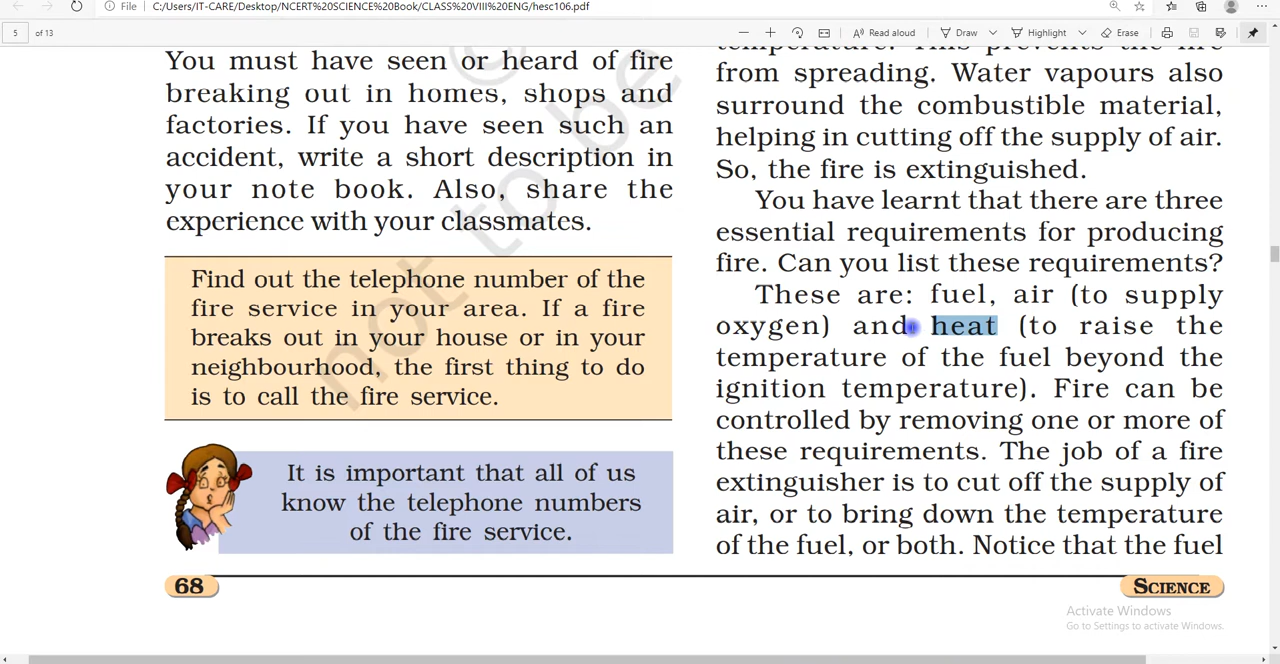 C:/Users/IT-CARE/Desktop/NCERT%20SCIENCE%20Book/CLASS%20VIII%20ENG/hesc106.pdf
5 of 13
Read aloud
Draw
Highlight
Erase
You must have seen or heard of fire
breaking out in homes, shops and
factories. If you have seen such an
accident, write a short description in
your note book. Also, share the
experience with your classmates.
Find out the telephone number of the
fire service in your area. If a fire
breaks out in your house or in your
neighbourhood, the first thing to do
is to call the fire service.
It is important that all of us
know the telephone numbers
of the fire service.
68
temperature. This prevents the fire
from spreading. Water vapours also
surround the combustible material,
helping in cutting off the supply of air.
So, the fire is extinguished.
You have learnt that there are three
essential requirements for producing
fire. Can you list these requirements?
These are: fuel, air (to supply
oxygen) and heat (to raise the
temperature of the fuel beyond the
ignition temperature). Fire can be
controlled by removing one or more of
these requirements. The job of a fire
extinguisher is to cut off the supply of
air, or to bring down the temperature
of the fuel, or both. Notice that the fuel
SCIENCE
not to be
©
Activate Windows
Go to Settings to activate Windows.